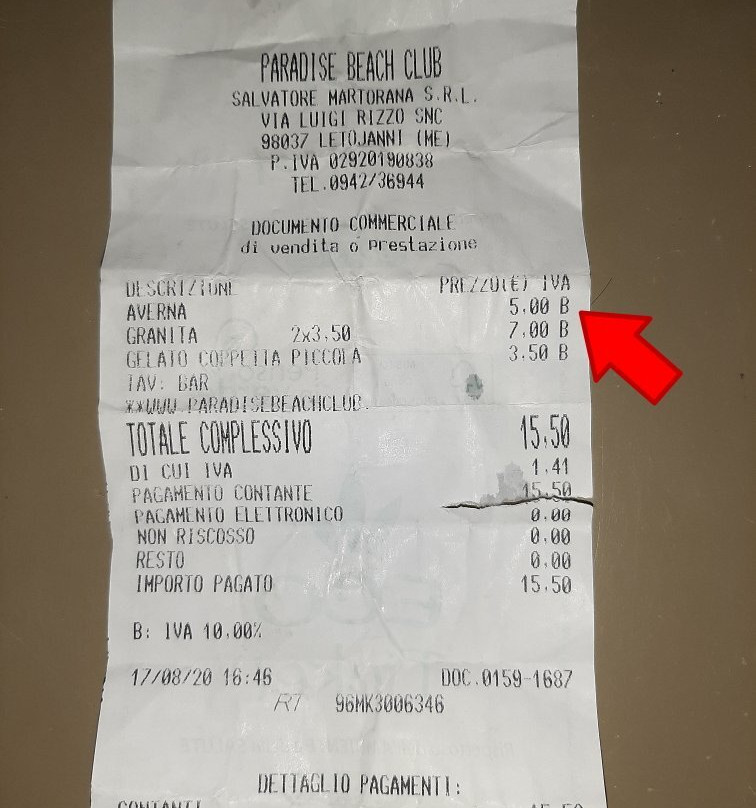 PARADISE BEACH CLUB
SALVATORE MARTORANA S.R.L.
VIA LUIGI RIZZO SNC
98037 LETOJANNI (ME)
P.IVA 02920190838
TEL.0942/36944
DOCUMENTO COMMERCIALE
di vendita o prestazione
DESCRIZIONE PREZZO(€) IVA
AVERNA 5,00 B
GRANITA 2x3,50 7,00 B
GELATO COPPETTA PICCOLA 3,50 B
TAV: BAR
**WWW.PARADISEBEACHCLUB.
TOTALE COMPLESSIVO 15,50
DI CUI IVA 1,41
PAGAMENTO CONTANTE 15,50
PAGAMENTO ELETTRONICO 0,00
NON RISCOSSO 0,00
RESTO 0,00
IMPORTO PAGATO 15,50
B: IVA 10,00%
17/08/20 16:46 DOC.0159-1687
RT 96MK3006346
DETTAGLIO PAGAMENTI:
CONTANTI 15,50